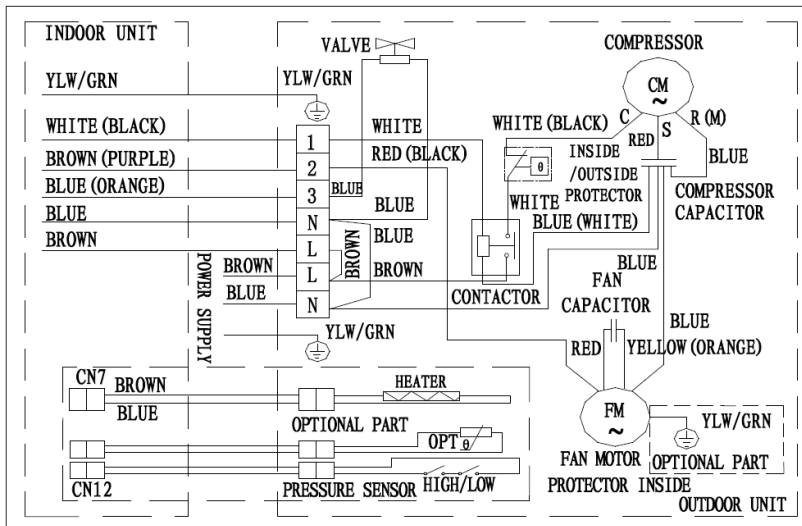 INDOOR UNIT
VALVE
COMPRESSOR
YLW/GRN
YLW/GRN
CM
~
C
S
R(M)
WHITE(BLACK)
1
WHITE
WHITE(BLACK)
RED
BLUE
BROWN(PURPLE)
2
RED(BLACK)
θ
INSIDE
/OUTSIDE
PROTECTOR
COMPRESSOR
CAPACITOR
BLUE(ORANGE)
3
BLUE
WHITE
BLUE
N
BLUE
BLUE(WHITE)
BLUE
BROWN
L
BROWN
POWER SUPPLY
BROWN
L
BROWN
BLUE
BLUE
N
CONTACTOR
FAN
CAPACITOR
YLW/GRN
BLUE
RED
YELLOW(ORANGE)
CN7
BROWN
BLUE
HEATER
OPTIONAL PART
FM
~
YLW/GRN
OPT
θ
FAN MOTOR
PROTECTOR INSIDE
OPTIONAL PART
CN12
PRESSURE SENSOR
HIGH/LOW
OUTDOOR UNIT